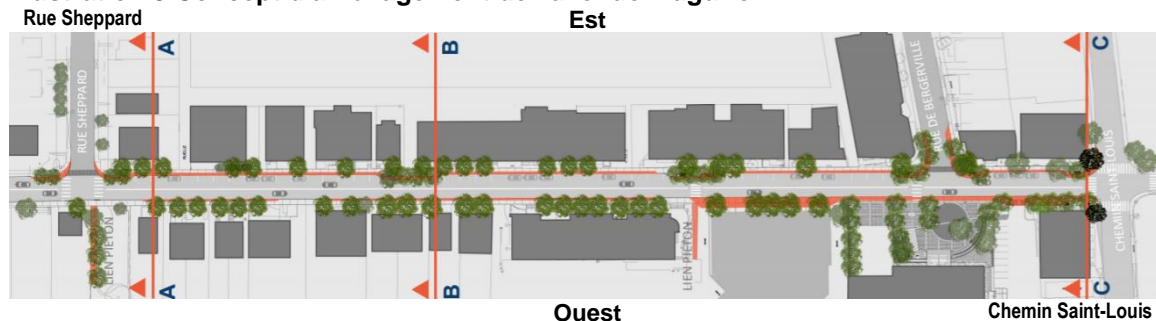 Rue Sheppard
Est
A
B
C
RUE SHEPPARD
RUE DE BERGERVILLE
CHEMIN SAINT-LOUIS
LIEN PIÉTON
LIEN PIÉTON
A
B
C
Ouest
Chemin Saint-Louis